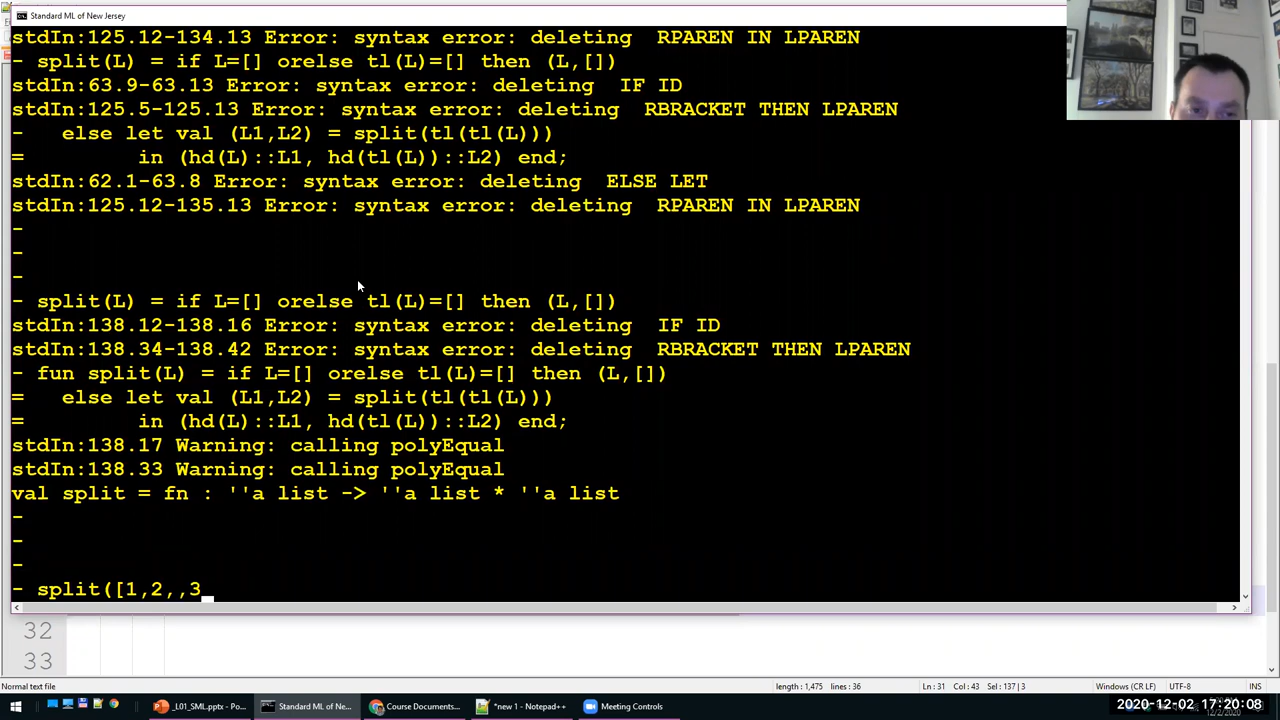 Standard ML of New Jersey
stdIn:125.12-134.13 Error: syntax error: deleting  RPAREN IN LPAREN
- split(L) = if L=[] orelse tl(L)=[] then (L,[])
stdIn:63.9-63.13 Error: syntax error: deleting  IF ID
stdIn:125.5-125.13 Error: syntax error: deleting  RBRACKET THEN LPAREN
-   else let val (L1,L2) = split(tl(tl(L)))
=         in (hd(L)::L1, hd(tl(L))::L2) end;
stdIn:62.1-63.8 Error: syntax error: deleting  ELSE LET
stdIn:125.12-135.13 Error: syntax error: deleting  RPAREN IN LPAREN
-
-
-
- split(L) = if L=[] orelse tl(L)=[] then (L,[])
stdIn:138.12-138.16 Error: syntax error: deleting  IF ID
stdIn:138.34-138.42 Error: syntax error: deleting  RBRACKET THEN LPAREN
- fun split(L) = if L=[] orelse tl(L)=[] then (L,[])
=   else let val (L1,L2) = split(tl(tl(L)))
=         in (hd(L)::L1, hd(tl(L))::L2) end;
stdIn:138.17 Warning: calling polyEqual
stdIn:138.33 Warning: calling polyEqual
val split = fn : ''a list -> ''a list * ''a list
-
-
-
- split([1,2,,3
32
33
Normal text file length : 1,475 lines : 36 Ln : 31 Col : 43 Sel : 137 | 3 Windows (CR LF) UTF-8 INS
_L01_SML.pptx - Po... Standard ML of Ne... Course Documents... *new 1 - Notepad++ Meeting Controls 2020-12-02 17:20:08
12/2/2020